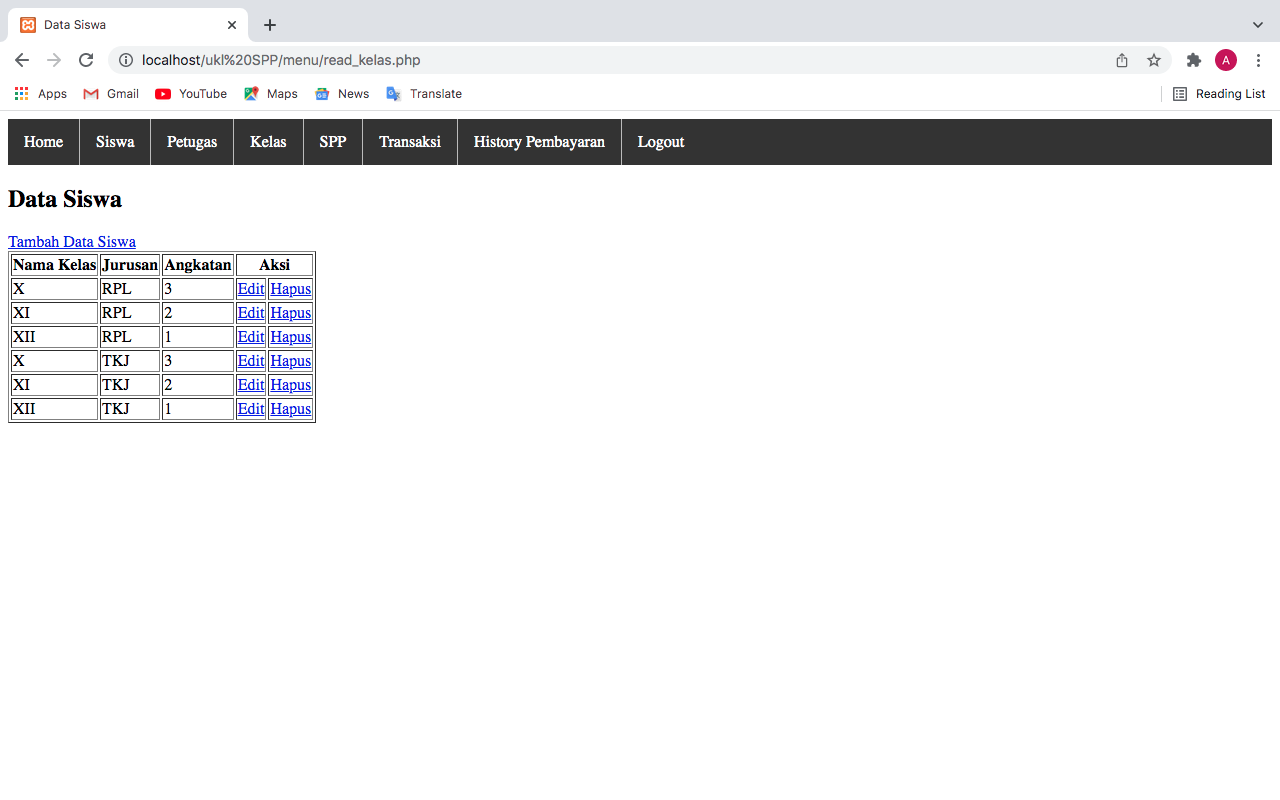 Data Siswa
localhost/ukl%20SPP/menu/read_kelas.php
A
Apps Gmail YouTube Maps News Translate Reading List
Home Siswa Petugas Kelas SPP Transaksi History Pembayaran Logout
Data Siswa
Tambah Data Siswa
Nama Kelas Jurusan Angkatan Aksi
X RPL 3 Edit Hapus
XI RPL 2 Edit Hapus
XII RPL 1 Edit Hapus
X TKJ 3 Edit Hapus
XI TKJ 2 Edit Hapus
XII TKJ 1 Edit Hapus